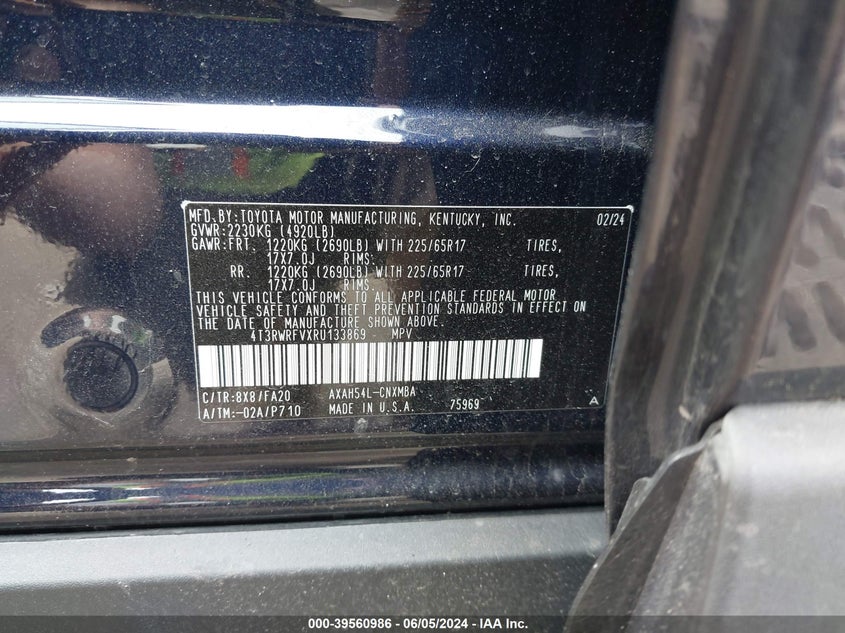 MFD.BY:TOYOTA MOTOR MANUFACTURING, KENTUCKY, INC. 02/24
GVWR:2230KG (4920LB)
GAWR:FRT. 1220KG (2690LB) WITH 225/65R17 TIRES,
17X7.0J RIMS.
RR. 1220KG (2690LB) WITH 225/65R17 TIRES,
17X7.0J RIMS.
THIS VEHICLE CONFORMS TO ALL APPLICABLE FEDERAL MOTOR
VEHICLE SAFETY AND THEFT PREVENTION STANDARDS IN EFFECT ON
THE DATE OF MANUFACTURE SHOWN ABOVE.
4T3RWRFVXRU133869 MPV
C/TR:8X8/FA20 AXAH54L-CNXMBA
A/TM:-02A/P710 MADE IN U.S.A. 75969 A
000-39560986 - 06/05/2024 - IAA Inc.